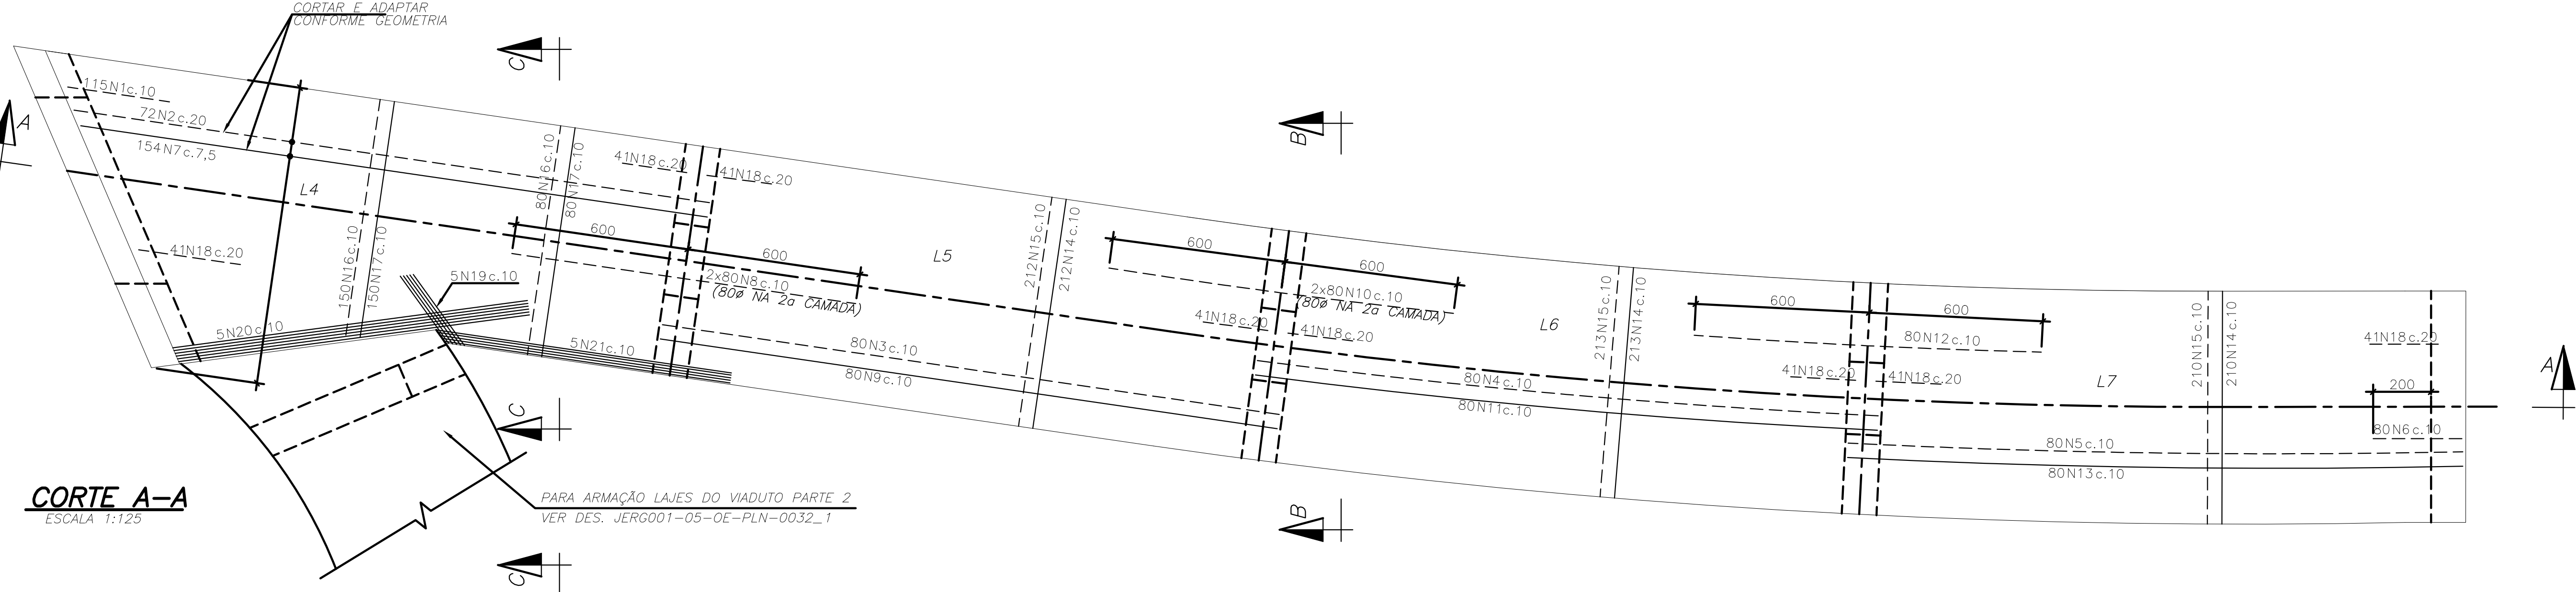 CORTAR E ADAPTAR
CONFORME GEOMETRIA
C
A
115N1c.10
72N2c.20
154N7c.7,5
L4
41N18c.20
150N16c.10
150N17c.10
80N16c.10
80N17c.10
41N18c.20
41N18c.20
600
600
2x80N8c.10
(80ø NA 2a CAMADA)
5N19c.10
5N20c.10
5N21c.10
L5
80N3c.10
80N9c.10
212N15c.10
212N14c.10
B
600
600
2x80N10c.10
(80ø NA 2a CAMADA)
41N18c.20
41N18c.20
L6
80N4c.10
80N11c.10
213N15c.10
213N14c.10
600
600
80N12c.10
41N18c.20
41N18c.20
L7
80N5c.10
80N13c.10
210N15c.10
210N14c.10
41N18c.20
200
80N6c.10
A
C
B
C
CORTE A-A
ESCALA 1:125
PARA ARMAÇÃO LAJES DO VIADUTO PARTE 2
VER DES. JERG001-05-OE-PLN-0032_1